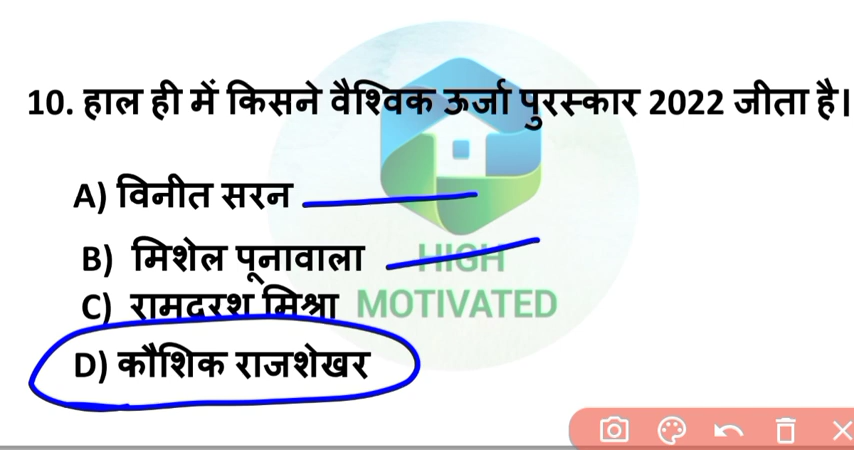 10. हाल ही में किसने वैश्विक ऊर्जा पुरस्कार 2022 जीता है।
A) विनीत सरन
B) मिशेल पूनावाला
HIGH
C) रामदरश मिश्रा
MOTIVATED
D) कौशिक राजशेखर